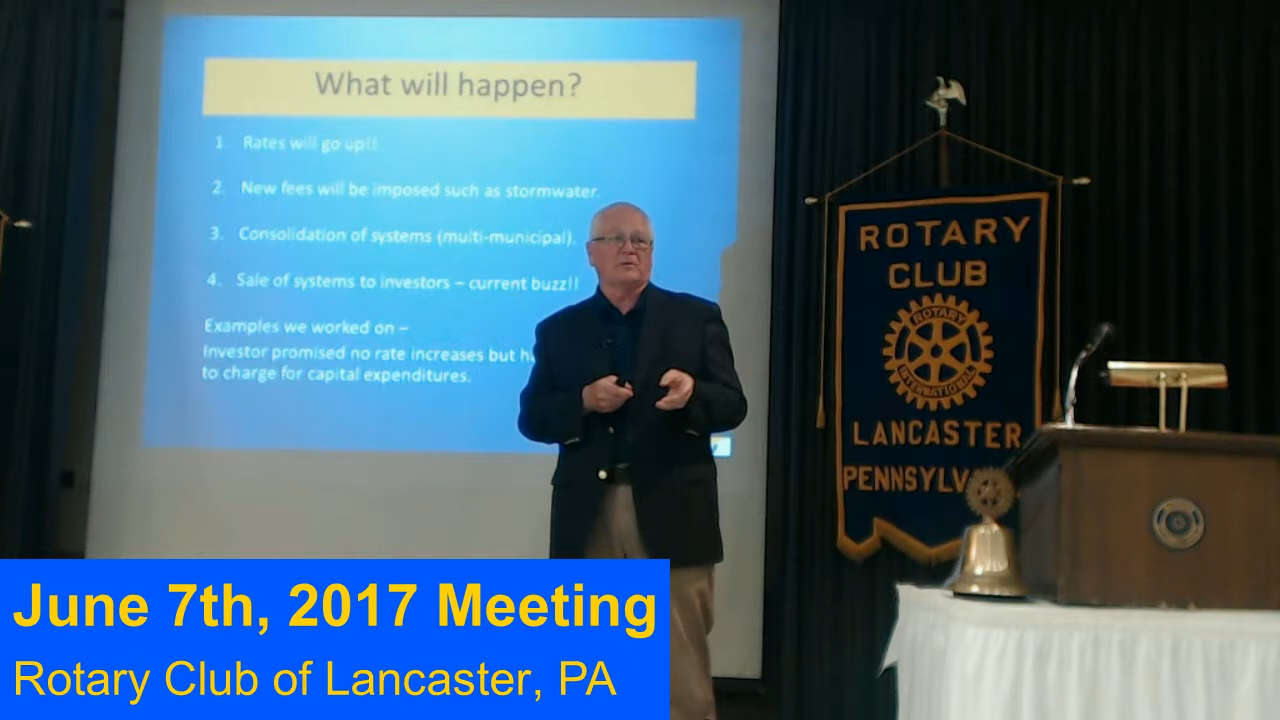 What will happen?
1. Rates will go up!!
2. New fees will be imposed such as stormwater.
3. Consolidation of systems (multi-municipal).
4. Sale of systems to investors – current buzz!!
Examples we worked on –
Investor promised no rate increases but
to charge for capital expenditures.
ROTARY
CLUB
ROTARY
INTERNATIONAL
LANCASTER
PENNSYLV
June 7th, 2017 Meeting
Rotary Club of Lancaster, PA